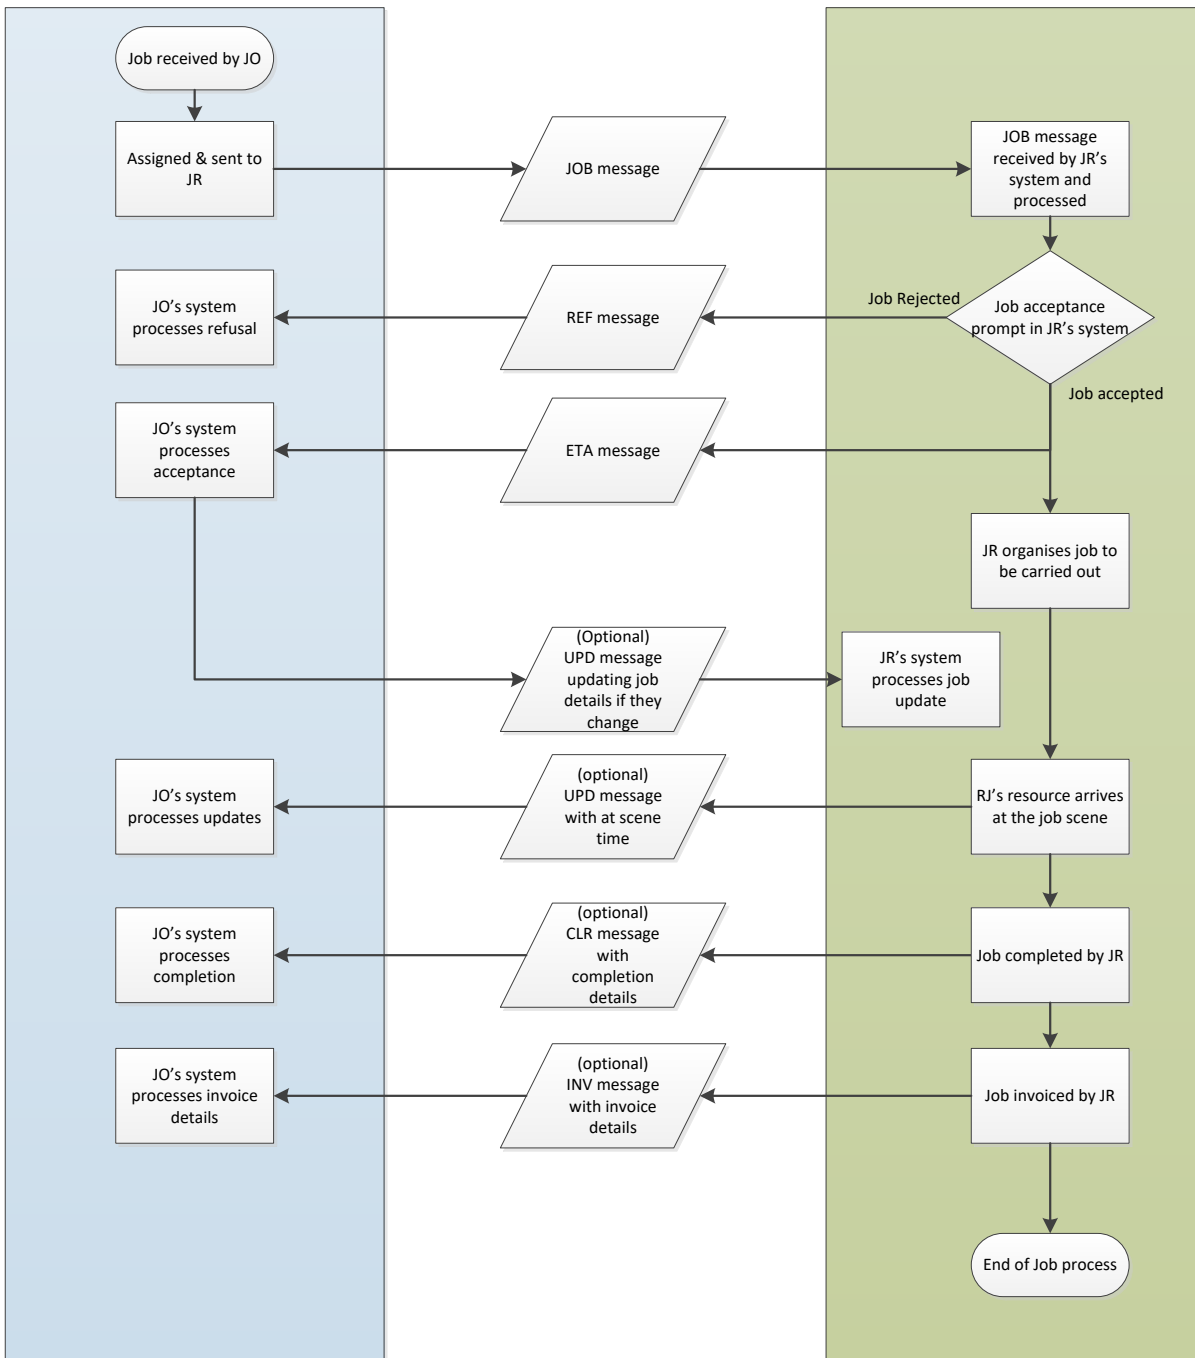 Job received by JO
Assigned & sent to
JR
JOB message
JOB message
received by JR's
system and
processed
JO's system
processes refusal
REF message
Job Rejected
Job acceptance
prompt in JR's system
Job accepted
JO's system
processes
acceptance
ETA message
JR organises job to
be carried out
(Optional)
UPD message
updating job
details if they
change
JR's system
processes job
update
JO's system
processes updates
(optional)
UPD message
with at scene
time
RJ's resource arrives
at the job scene
JO's system
processes
completion
(optional)
CLR message
with
completion
details
Job completed by JR
JO's system
processes invoice
details
(optional)
INV message
with invoice
details
Job invoiced by JR
End of Job process